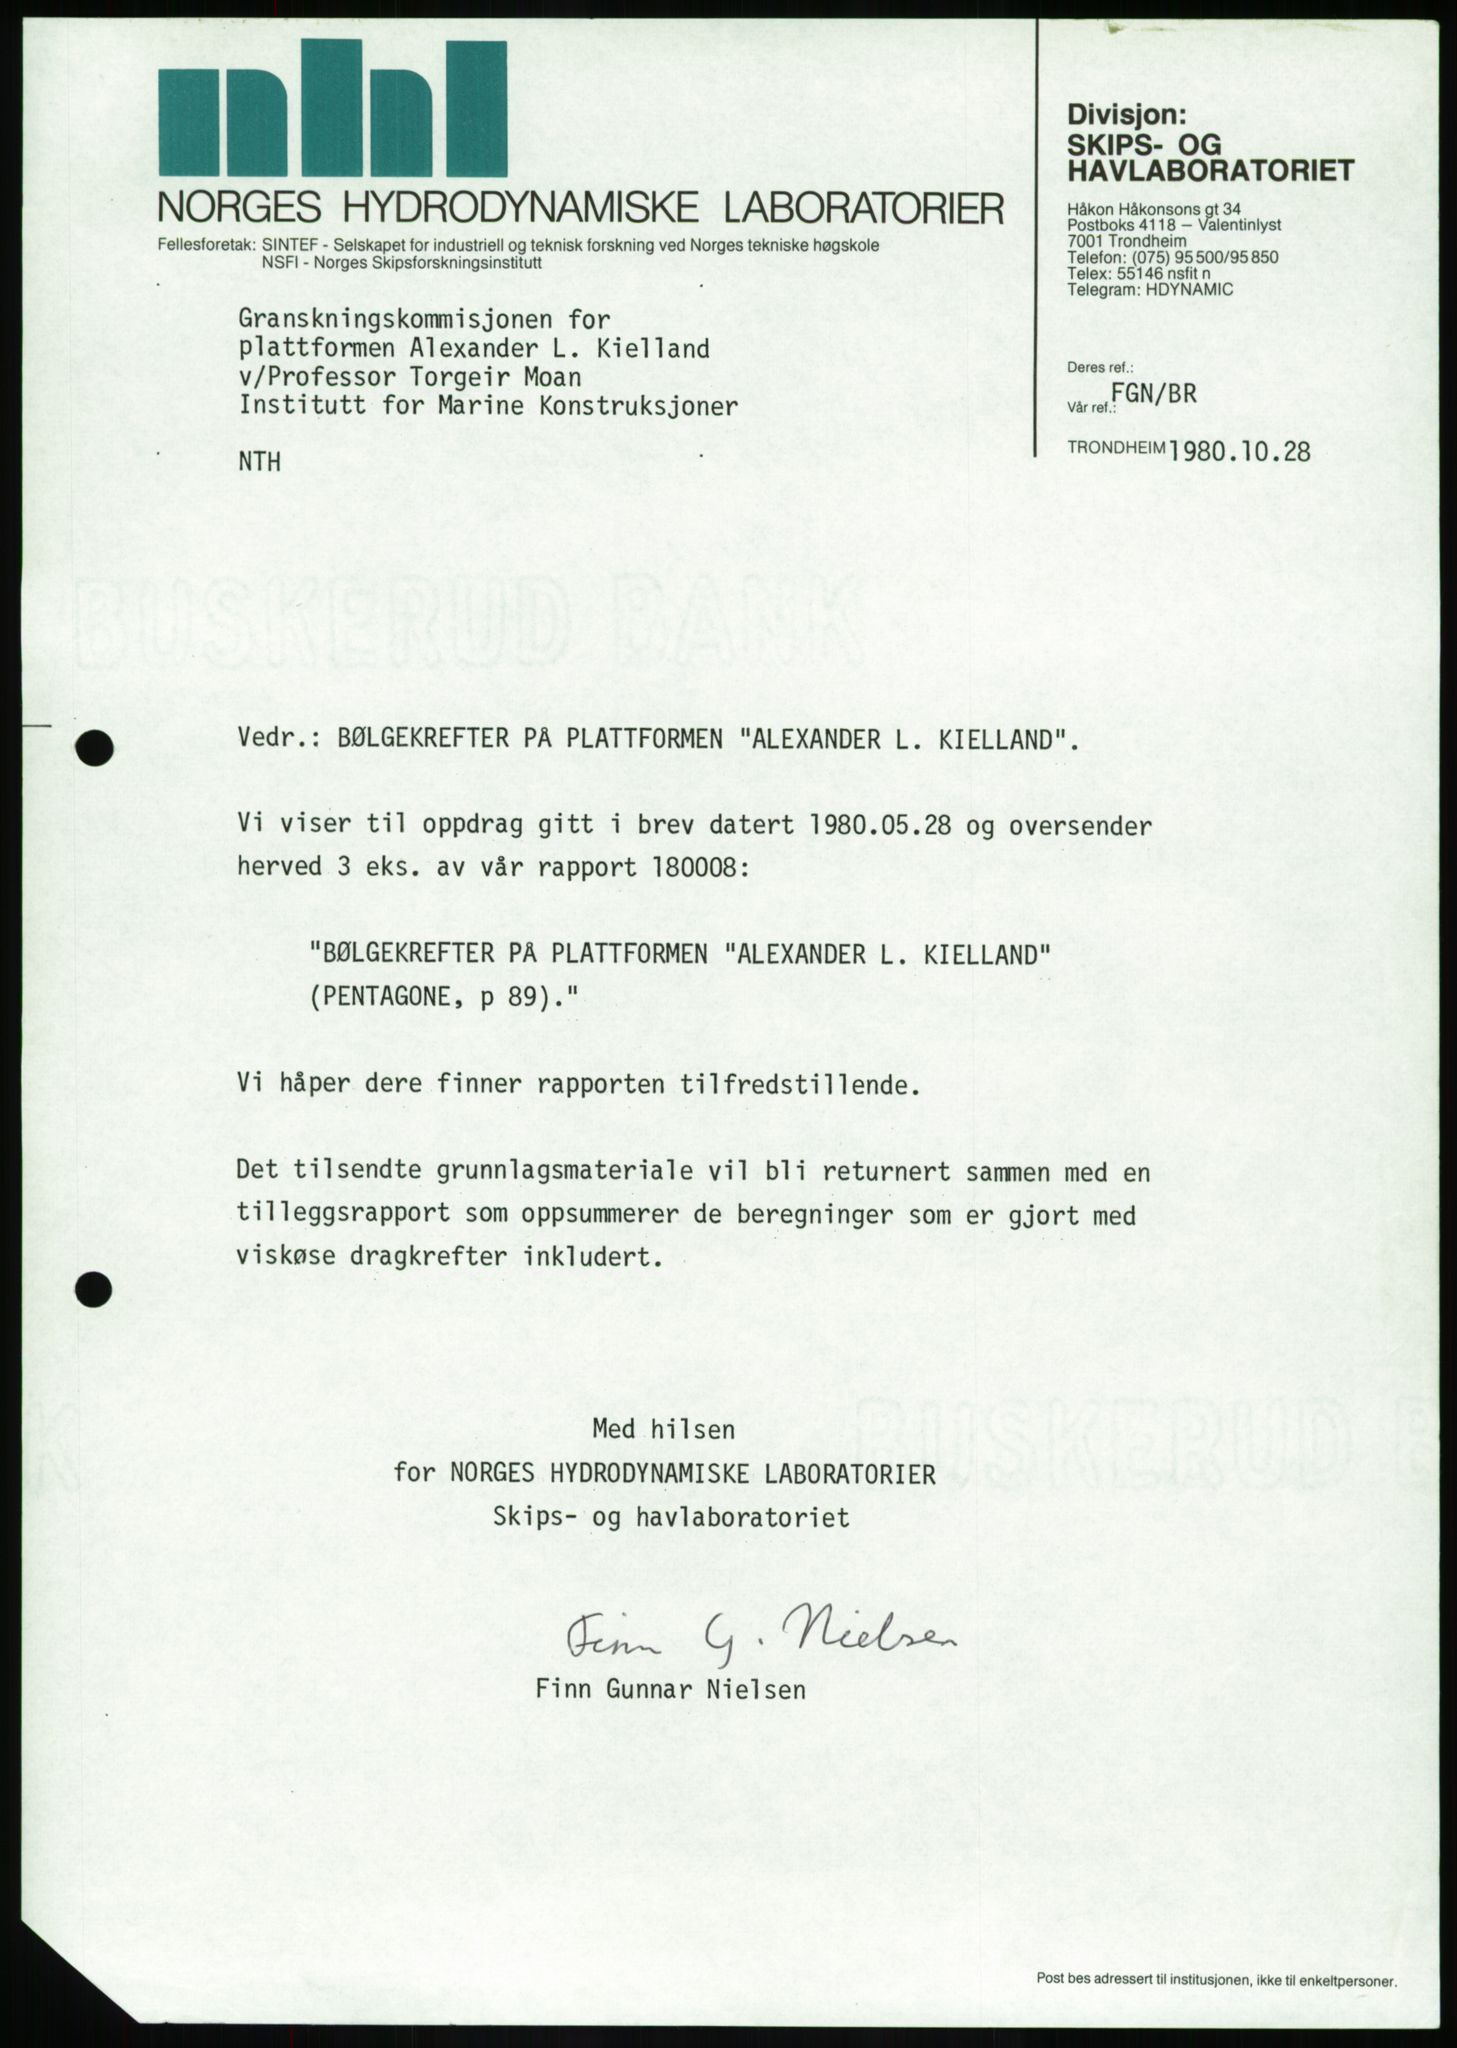 nhl
NORGES HYDRODYNAMISKE LABORATORIER
Fellesforetak: SINTEF - Selskapet for industriell og teknisk forskning ved Norges tekniske høgskole
NSFI - Norges Skipsforskningsinstitutt
Divisjon:
SKIPS- OG
HAVLABORATORIET
Håkon Håkonsons gt 34
Postboks 4118 – Valentinlyst
7001 Trondheim
Telefon: (075) 95500/95850
Telex: 55146 nsfit n
Telegram: HDYNAMIC
Deres ref.:
Vår ref.: FGN/BR
TRONDHEIM 1980.10.28
Granskningskommisjonen for
plattformen Alexander L. Kielland
v/Professor Torgeir Moan
Institutt for Marine Konstruksjoner
NTH
BUSKERUD BANK
Vedr.: BØLGEKREFTER PÅ PLATTFORMEN "ALEXANDER L. KIELLAND".
Vi viser til oppdrag gitt i brev datert 1980.05.28 og oversender
herved 3 eks. av vår rapport 180008:
"BØLGEKREFTER PÅ PLATTFORMEN "ALEXANDER L. KIELLAND"
(PENTAGONE, p 89)."
Vi håper dere finner rapporten tilfredstillende.
Det tilsendte grunnlagsmateriale vil bli returnert sammen med en
tilleggsrapport som oppsummerer de beregninger som er gjort med
viskøse dragkrefter inkludert.
K BUSKERUD B
Med hilsen
for NORGES HYDRODYNAMISKE LABORATORIER
Skips- og havlaboratoriet
Finn G. Nielsen
Finn Gunnar Nielsen
Post bes adressert til institusjonen, ikke til enkeltpersoner.